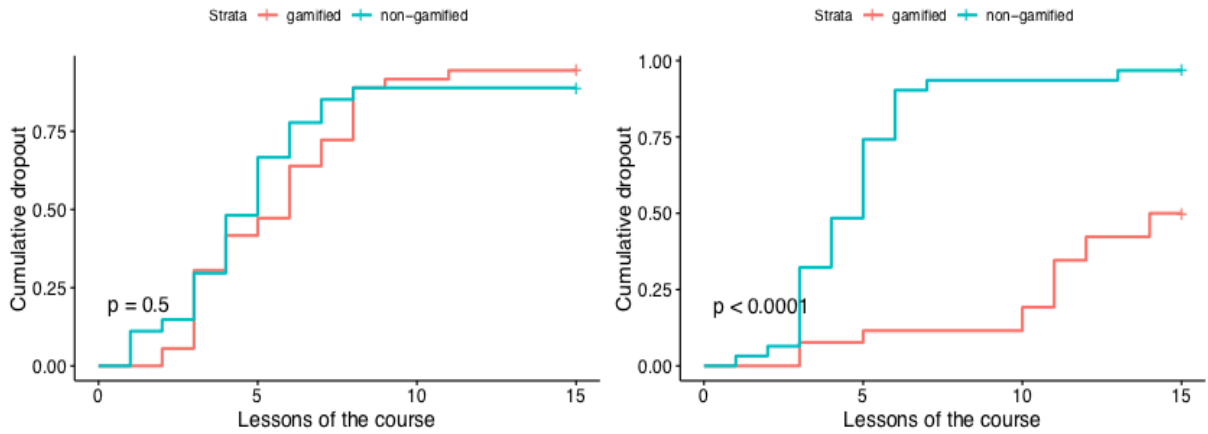 Strata gamified non-gamified
Cumulative dropout
0.75
0.50
0.25
0.00
p = 0.5
0 5 10 15
Lessons of the course
Strata gamified non-gamified
Cumulative dropout
1.00
0.75
0.50
0.25
0.00
p < 0.0001
0 5 10 15
Lessons of the course